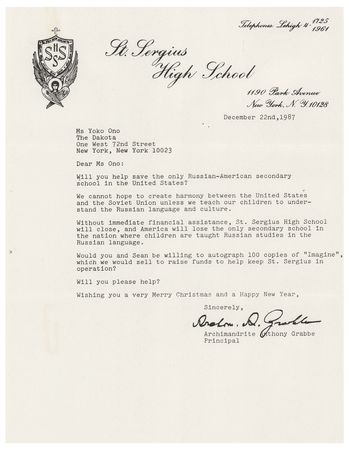 SHS
Telephones Lehigh 4- 1725
1961
St. Sergius
High School
1190 Park Avenue
New York, N. Y. 10128
December 22nd, 1987
Ms Yoko Ono
The Dakota
One West 72nd Street
New York, New York 10023
Dear Ms Ono:
Will you help save the only Russian-American secondary
school in the United States?
We cannot hope to create harmony between the United States
and the Soviet Union unless we teach our children to under-
stand the Russian language and culture.
Without immediate financial assistance, St. Sergius High School
will close, and America will lose the only secondary school in
the nation where children are taught Russian studies in the
Russian language.
Would you and Sean be willing to autograph 100 copies of "Imagine",
which we would sell to raise funds to help keep St. Sergius in
operation?
Will you please help?
Wishing you a very Merry Christmas and a Happy New Year,
Sincerely,
Archim. A. Grabbe
Archimandrite Anthony Grabbe
Principal